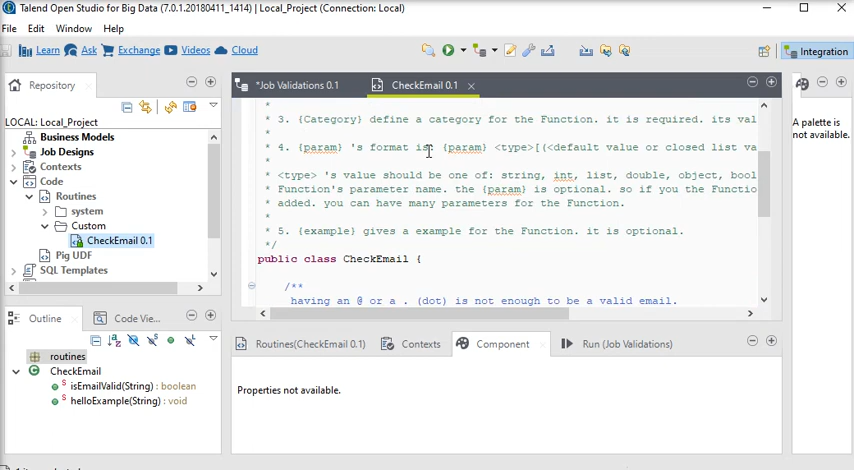 Talend Open Studio for Big Data (7.0.1.20180411_1414) | Local_Project (Connection: Local)
File Edit Window Help
Learn Ask Exchange Videos Cloud
Integration
Repository
*Job Validations 0.1
CheckEmail 0.1
LOCAL: Local_Project
Business Models
Job Designs
Contexts
Code
Routines
system
Custom
CheckEmail 0.1
Pig UDF
SQL Templates
*
* 3. {Category} define a category for the Function. it is required. its val
*
* 4. {param} 's format is: {param} <type>[(<default value or closed list va
*
* <type> 's value should be one of: string, int, list, double, object, bool
* Function's parameter name. the {param} is optional. so if you the Functio
* added. you can have many parameters for the Function.
*
* 5. {example} gives a example for the Function. it is optional.
*/
public class CheckEmail {
/**
having an @ or a . (dot) is not enough to be a valid email.
A palette is
not available.
Outline
Code Vie...
routines
CheckEmail
isEmailValid(String) : boolean
helloExample(String) : void
Routines(CheckEmail 0.1)
Contexts
Component
Run (Job Validations)
Properties not available.